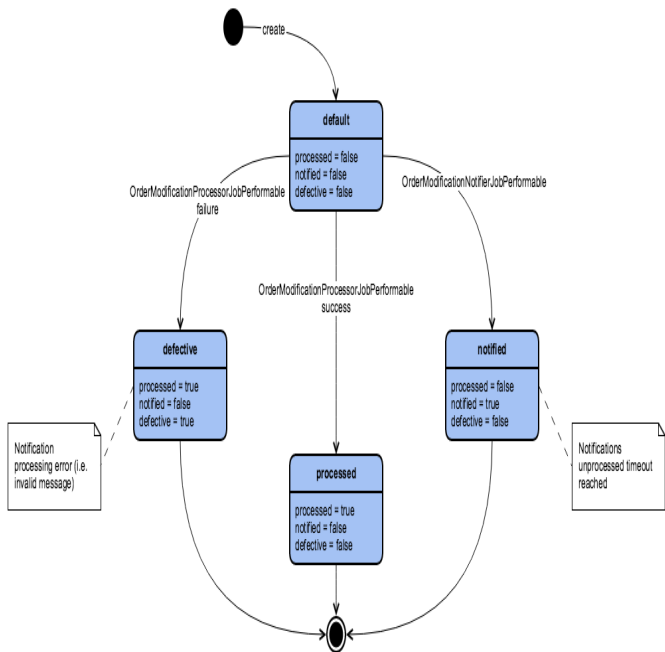 create
default
processed = false
notified = false
defective = false
OrderModificationProcessorJobPerformable
failure
OrderModificationNotifierJobPerformable
OrderModificationProcessorJobPerformable
success
defective
processed = true
notified = false
defective = true
notified
processed = false
notified = true
defective = false
Notification
processing error (i.e.
invalid message)
processed
processed = true
notified = false
defective = false
Notifications
unprocessed timeout
reached